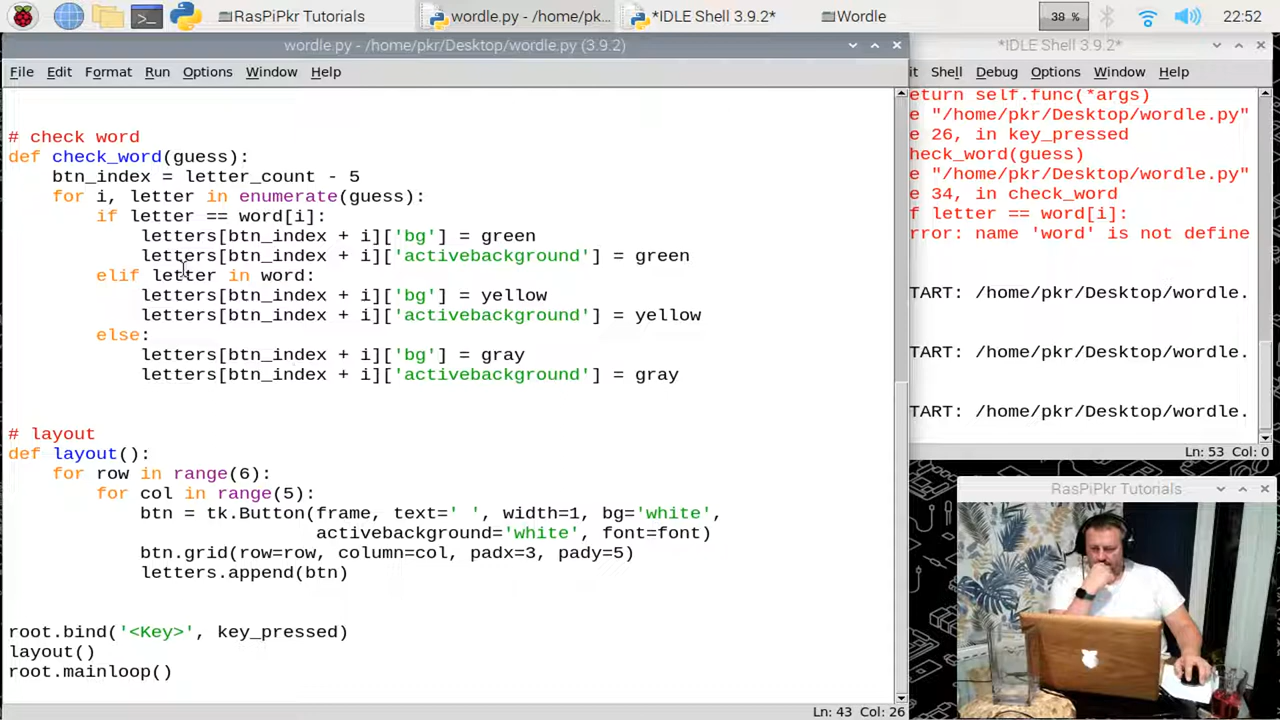 RasPiPkr Tutorials
wordle.py - /home/pk...
*IDLE Shell 3.9.2*
Wordle
38 %
22:52
wordle.py - /home/pkr/Desktop/wordle.py (3.9.2)
File Edit Format Run Options Window Help
# check word
def check_word(guess):
btn_index = letter_count - 5
for i, letter in enumerate(guess):
if letter == word[i]:
letters[btn_index + i]['bg'] = green
letters[btn_index + i]['activebackground'] = green
elif letter in word:
letters[btn_index + i]['bg'] = yellow
letters[btn_index + i]['activebackground'] = yellow
else:
letters[btn_index + i]['bg'] = gray
letters[btn_index + i]['activebackground'] = gray
# layout
def layout():
for row in range(6):
for col in range(5):
btn = tk.Button(frame, text=' ', width=1, bg='white',
activebackground='white', font=font)
btn.grid(row=row, column=col, padx=3, pady=5)
letters.append(btn)
root.bind('<Key>', key_pressed)
layout()
root.mainloop()
Ln: 43 Col: 26
*IDLE Shell 3.9.2*
it Shell Debug Options Window Help
eturn self.func(*args)
e "/home/pkr/Desktop/wordle.py"
e 26, in key_pressed
heck_word(guess)
e "/home/pkr/Desktop/wordle.py"
e 34, in check_word
f letter == word[i]:
rror: name 'word' is not define
TART: /home/pkr/Desktop/wordle.
TART: /home/pkr/Desktop/wordle.
TART: /home/pkr/Desktop/wordle.
Ln: 53 Col: 0
RasPiPkr Tutorials